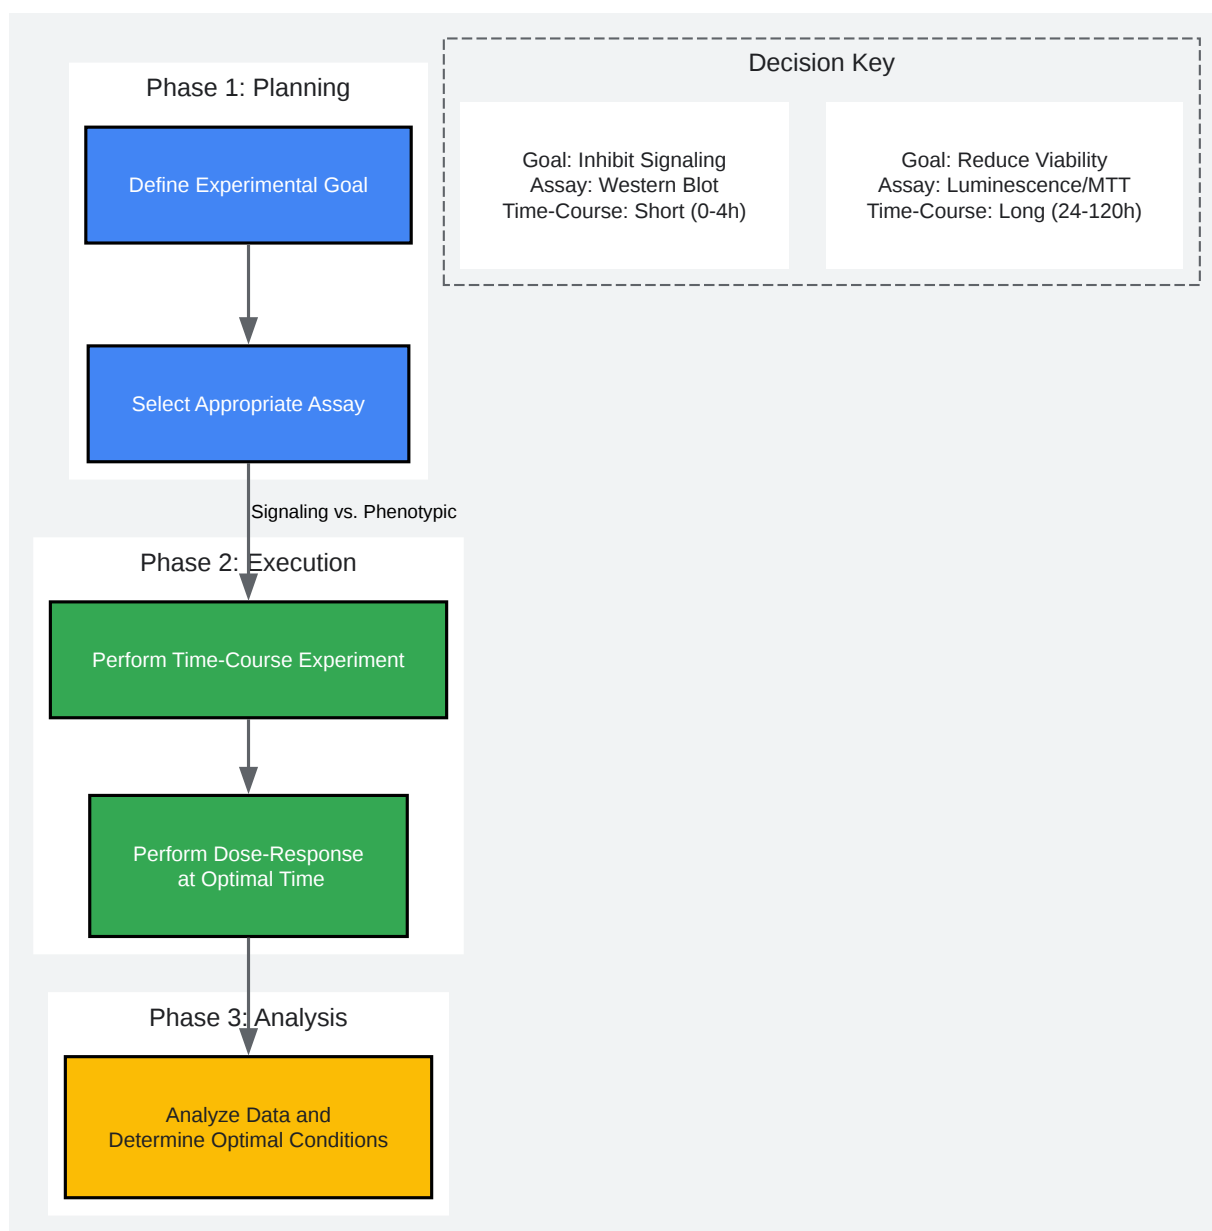 Phase 1: Planning
Define Experimental Goal
Select Appropriate Assay
Signaling vs. Phenotypic
Phase 2: Execution
Perform Time-Course Experiment
Perform Dose-Response
at Optimal Time
Phase 3: Analysis
Analyze Data and
Determine Optimal Conditions
Decision Key
Goal: Inhibit Signaling
Assay: Western Blot
Time-Course: Short (0-4h)
Goal: Reduce Viability
Assay: Luminescence/MTT
Time-Course: Long (24-120h)